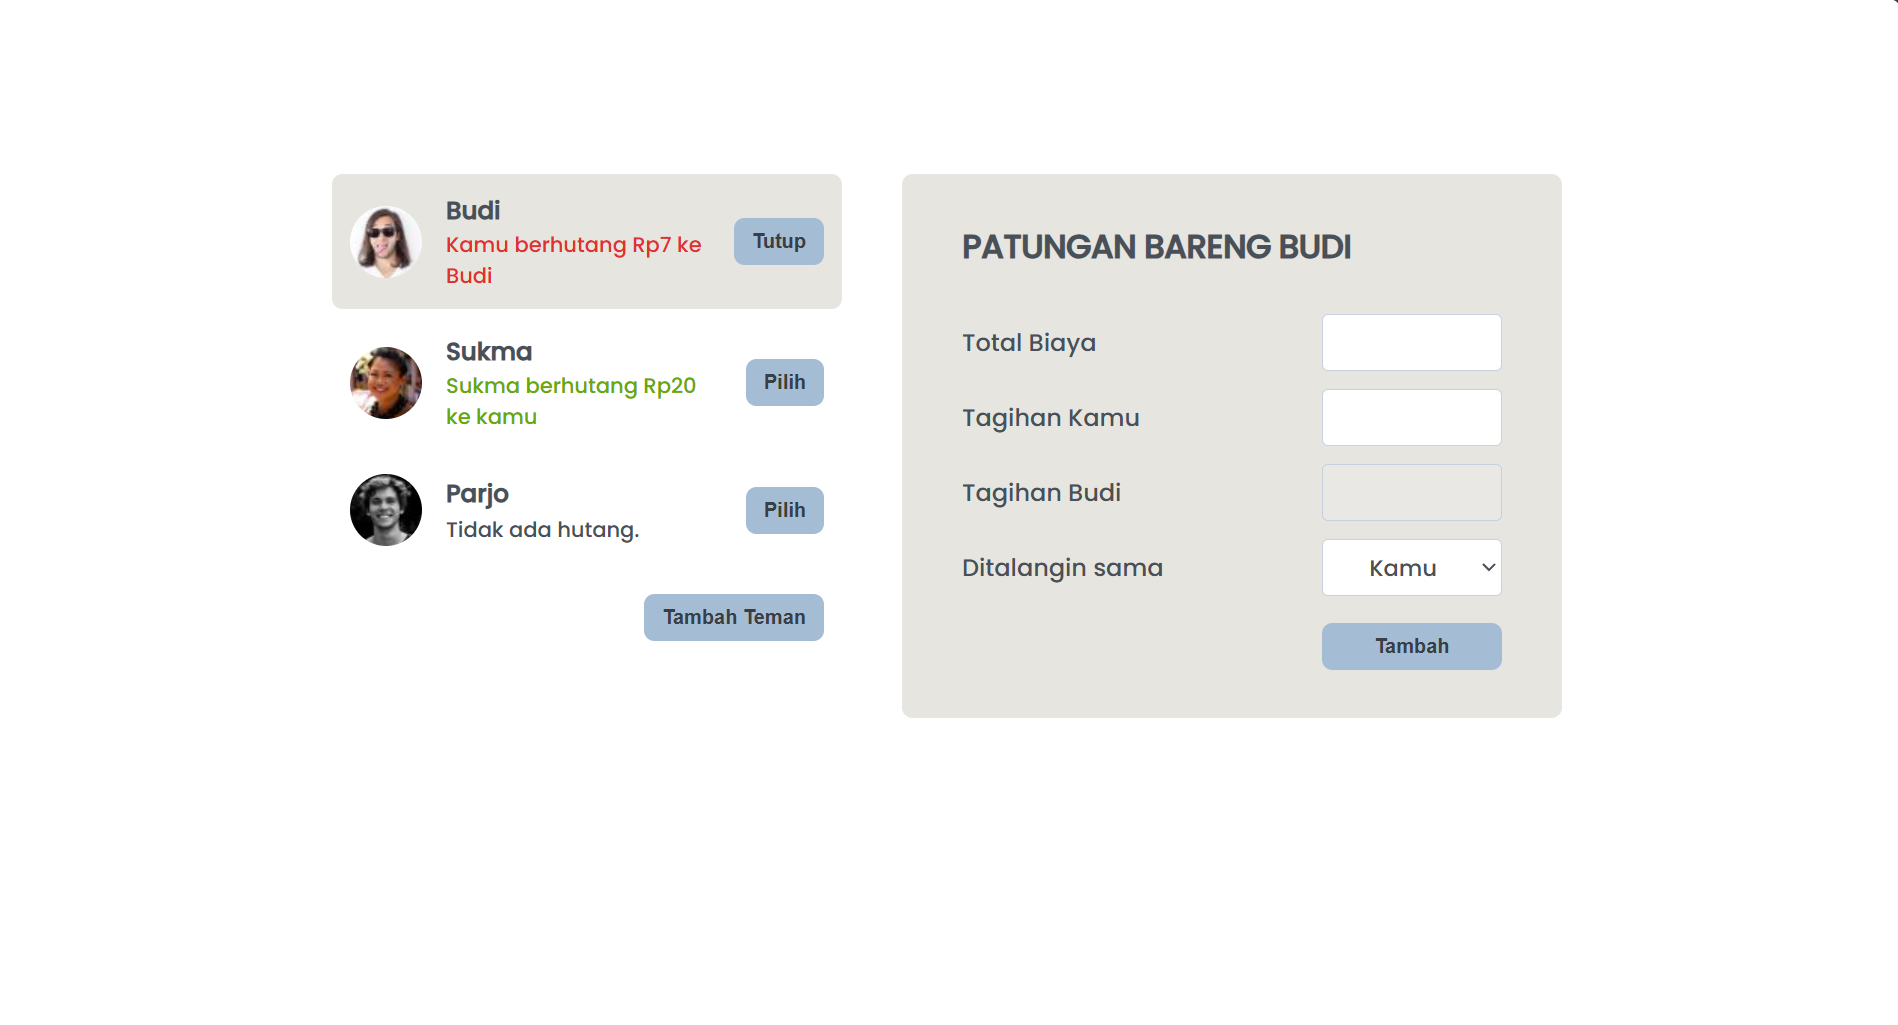 Budi
Kamu berhutang Rp7 ke
Budi
Tutup
Sukma
Sukma berhutang Rp20
ke kamu
Pilih
Parjo
Tidak ada hutang.
Pilih
Tambah Teman
PATUNGAN BARENG BUDI
Total Biaya
Tagihan Kamu
Tagihan Budi
Ditalangin sama
Kamu
Tambah